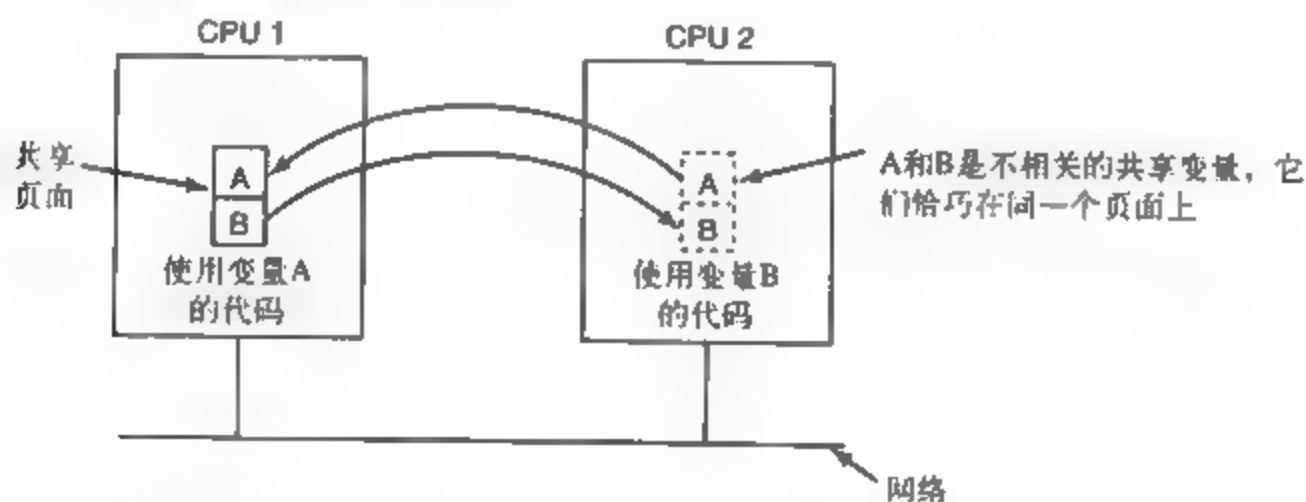 CPU 1
CPU 2
共享
页面
A
B
使用变量A
的代码
A
B
使用变量B
的代码
A和B是不相关的共享变量，它
们恰巧在同一个页面上
网络